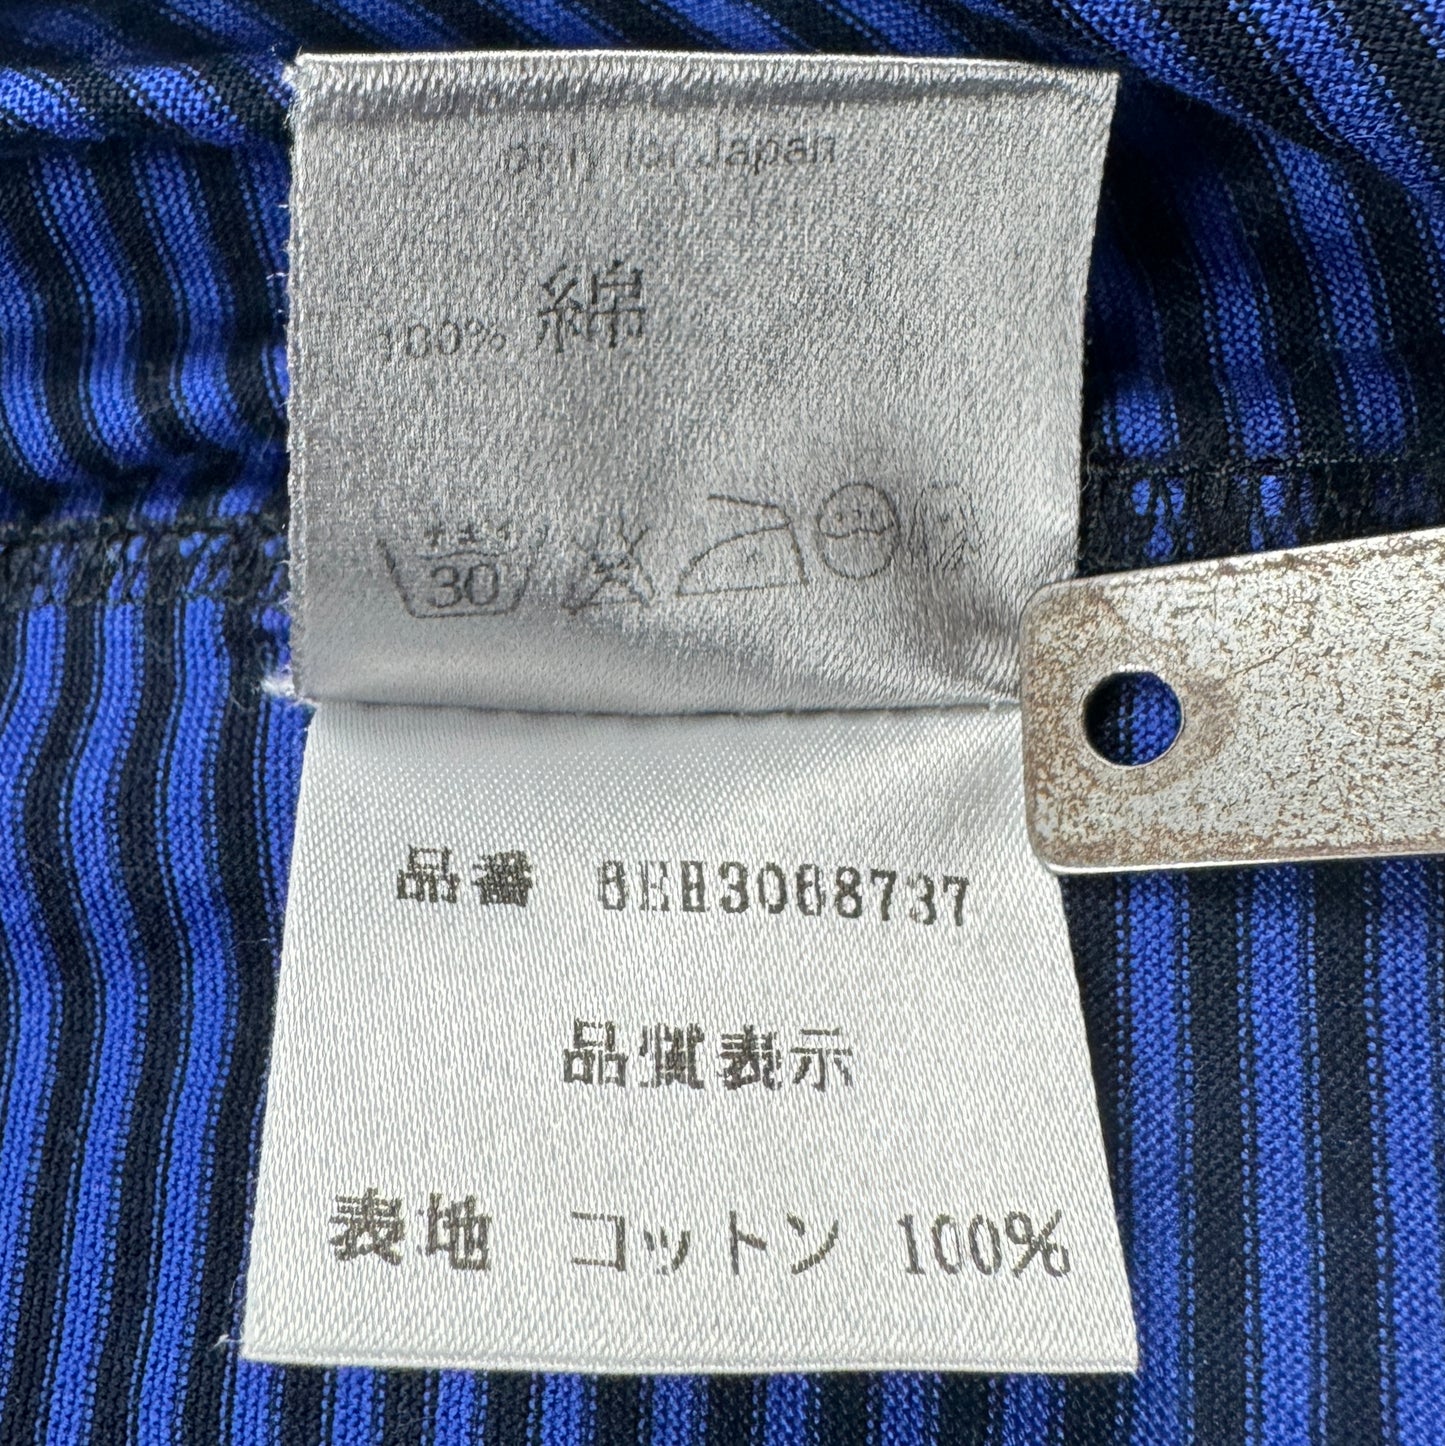 only for Japan
100% 綿
30
品番 6EH3068737
品質表示
表地 コットン 100%